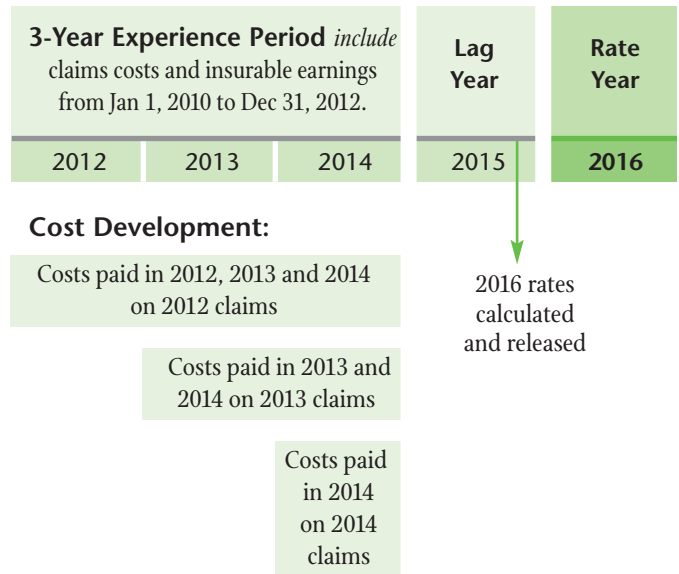 3-Year Experience Period include
claims costs and insurable earnings
from Jan 1, 2010 to Dec 31, 2012.
Lag
Year
Rate
Year
2012
2013
2014
2015
2016
Cost Development:
Costs paid in 2012, 2013 and 2014
on 2012 claims
2016 rates
calculated
and released
Costs paid in 2013 and
2014 on 2013 claims
Costs paid
in 2014
on 2014
claims